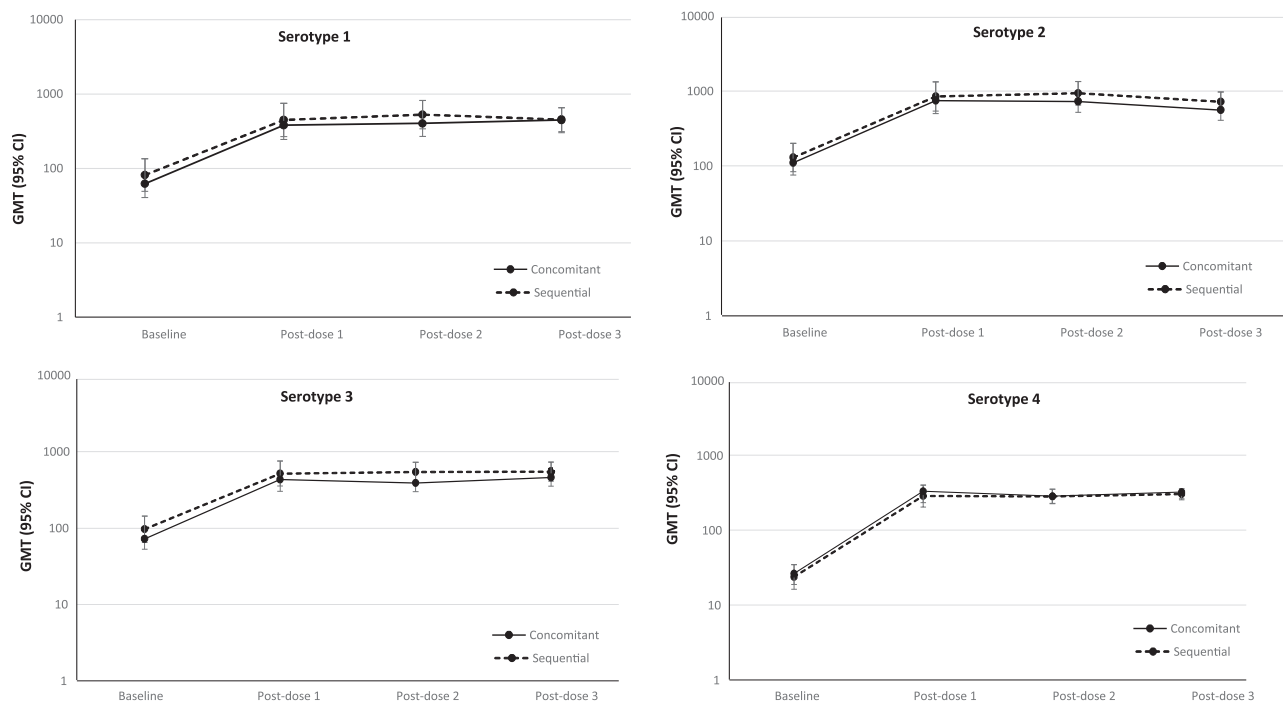 Serotype 1
GMT (95% CI)
10000
1000
100
10
1
Concomitant
Sequential
Baseline Post-dose 1 Post-dose 2 Post-dose 3
Serotype 2
GMT (95% CI)
10000
1000
100
10
1
Concomitant
Sequential
Baseline Post-dose 1 Post-dose 2 Post-dose 3
Serotype 3
GMT (95% CI)
10000
1000
100
10
1
Concomitant
Sequential
Baseline Post-dose 1 Post-dose 2 Post-dose 3
Serotype 4
GMT (95% CI)
10000
1000
100
10
1
Concomitant
Sequential
Baseline Post-dose 1 Post-dose 2 Post-dose 3